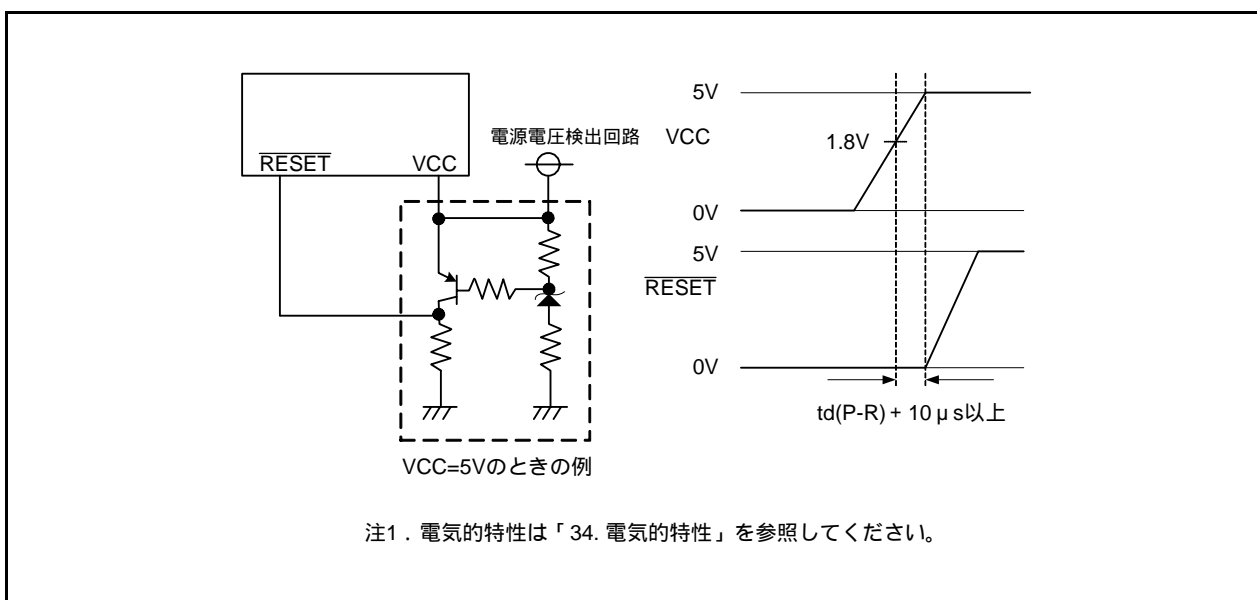 RESET VCC
電源電圧検出回路
VCC=5Vのときの例
5V
VCC
1.8V
0V
5V
RESET
0V
td(P-R) + 10 μs以上
注1. 電気的特性は「34. 電気的特性」を参照してください。